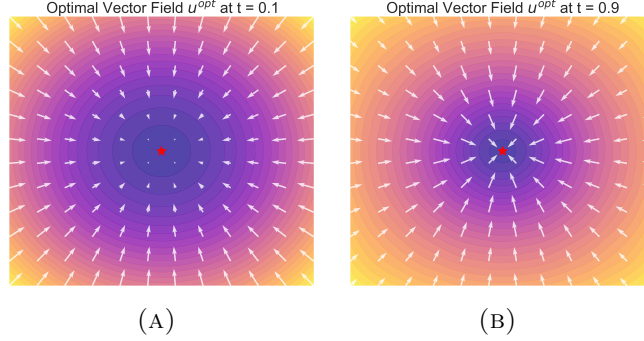 Optimal Vector Field u^opt at t = 0.1
Optimal Vector Field u^opt at t = 0.9
(A)
(B)